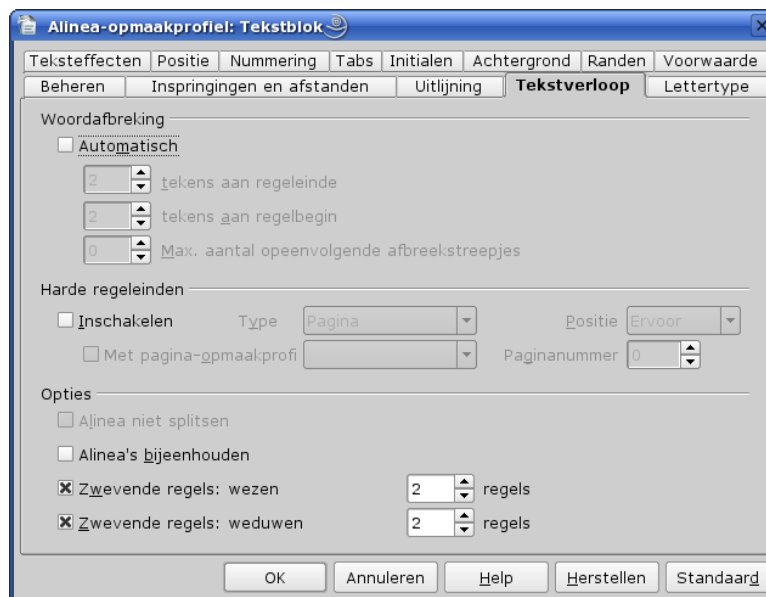 Alinea-opmaakprofiel: Tekstblok
Teksteffecten Positie Nummering Tabs Initialen Achtergrond Randen Voorwaarde
Beheren Inspringingen en afstanden Uitlijning Tekstverloop Lettertype
Woordafbreking
Automatisch
2 tekens aan regeleinde
2 tekens aan regelbegin
0 Max. aantal opeenvolgende afbreekstreepjes
Harde regeleinden
Inschakelen Type Pagina Positie Ervoor
Met pagina-opmaakprofi Paginanummer 0
Opties
Alinea niet splitsen
Alinea's bijeenhouden
Zwevende regels: wezen 2 regels
Zwevende regels: weduwen 2 regels
OK Annuleren Help Herstellen Standaard